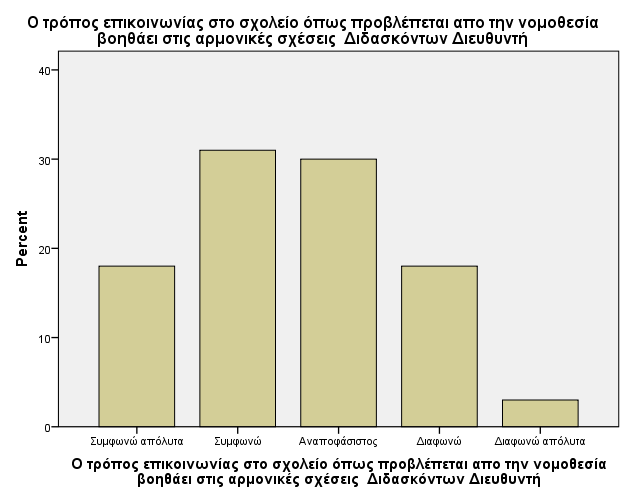 Ο τρόπος επικοινωνίας στο σχολείο όπως προβλέπεται απο την νομοθεσία
βοηθάει στις αρμονικές σχέσεις Διδασκόντων Διευθυντή
40
30
20
10
0
Percent
Συμφωνώ απόλυτα
Συμφωνώ
Αναποφάσιστος
Διαφωνώ
Διαφωνώ απόλυτα
Ο τρόπος επικοινωνίας στο σχολείο όπως προβλέπεται απο την νομοθεσία
βοηθάει στις αρμονικές σχέσεις Διδασκόντων Διευθυντή